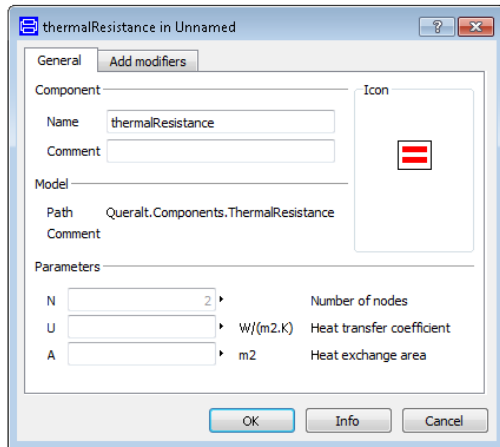 thermalResistance in Unnamed
General Add modifiers
Component
Icon
Name thermalResistance
Comment
Model
Path Queralt.Components.ThermalResistance
Comment
Parameters
N 2 Number of nodes
U W/(m2.K) Heat transfer coefficient
A m2 Heat exchange area
OK Info Cancel